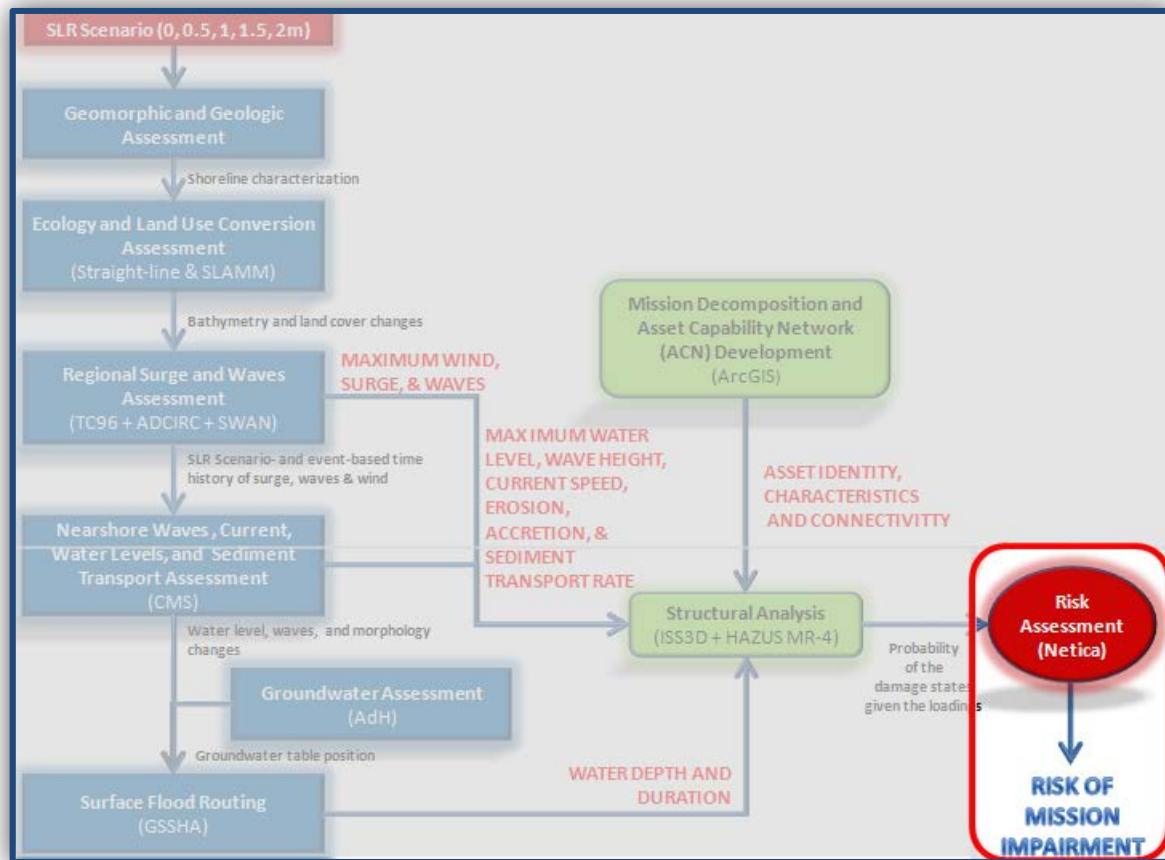 SLR Scenario (0, 0.5, 1, 1.5, 2m)
Geomorphic and Geologic
Assessment
Shoreline characterization
Ecology and Land Use Conversion
Assessment
(Straight-line & SLAMM)
Bathymetry and land cover changes
Regional Surge and Waves
Assessment
(TC96 + ADCIRC + SWAN)
MAXIMUM WIND,
SURGE, & WAVES
SLR Scenario- and event-based time
history of surge, waves & wind
Nearshore Waves, Current,
Water Levels, and Sediment
Transport Assessment
(CMS)
MAXIMUM WATER
LEVEL, WAVE HEIGHT,
CURRENT SPEED,
EROSION,
ACCRETION, &
SEDIMENT
TRANSPORT RATE
Mission Decomposition and
Asset Capability Network
(ACN) Development
(ArcGIS)
ASSET IDENTITY,
CHARACTERISTICS
AND CONNECTIVITTY
Water level, waves, and morphology
changes
Groundwater Assessment
(AdH)
Groundwater table position
Surface Flood Routing
(GSSHA)
WATER DEPTH AND
DURATION
Structural Analysis
(ISS3D + HAZUS MR-4)
Probability
of the
damage states
given the loadings
Risk
Assessment
(Netica)
RISK OF
MISSION
IMPAIRMENT